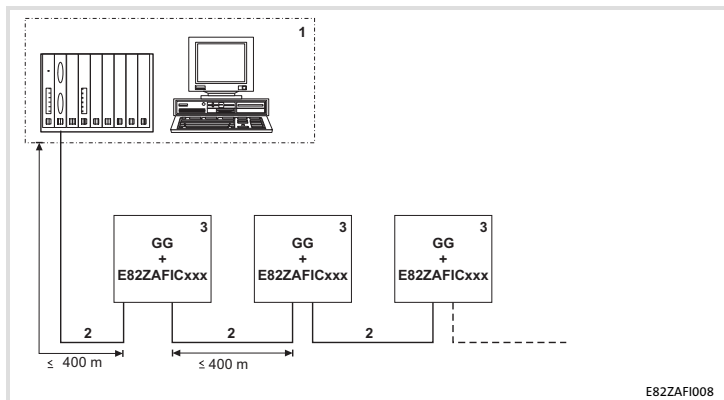 1
3
GG
+
E82ZAFICxxx
3
GG
+
E82ZAFICxxx
3
GG
+
E82ZAFICxxx
2
2
2
≤ 400 m
≤ 400 m
E82ZAFI008